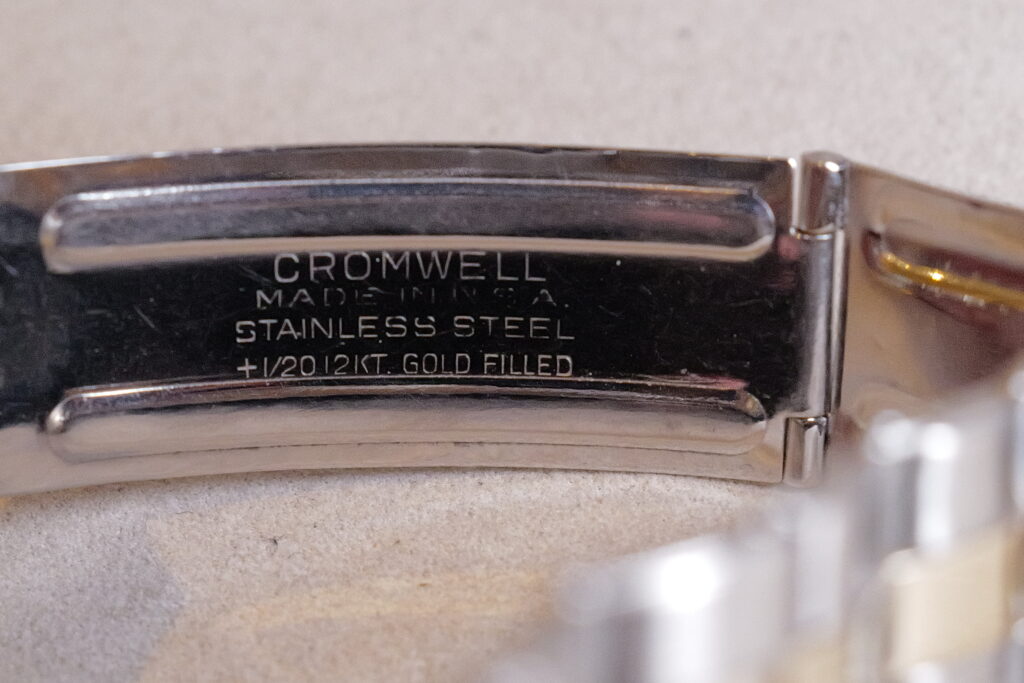 CROMWELL
MADE IN U.S.A.
STAINLESS STEEL
+1/20 12KT. GOLD FILLED